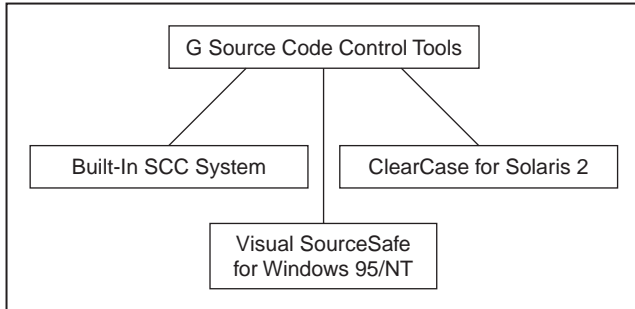 G Source Code Control Tools
Built-In SCC System
ClearCase for Solaris 2
Visual SourceSafe
for Windows 95/NT